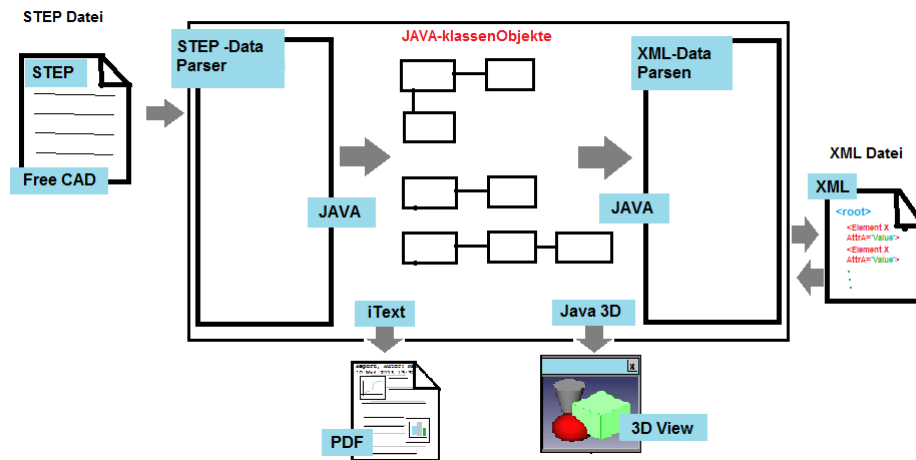 STEP Datei
STEP
Free CAD
STEP -Data
Parser
JAVA
JAVA-klassenObjekte
XML-Data
Parsen
JAVA
XML Datei
XML
<root>
<Element X
AttrA="Value">
<Element X
AttrA="Value">
iText
Java 3D
PDF
x
3D View